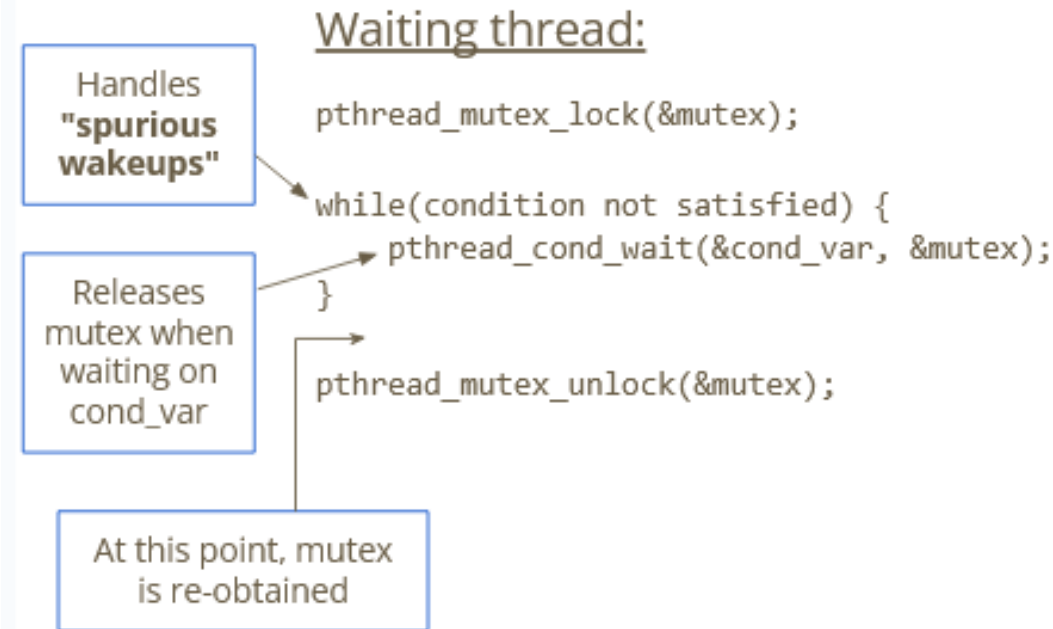 Waiting thread:
Handles
"spurious
wakeups"
pthread_mutex_lock(&mutex);
while(condition not satisfied) {
pthread_cond_wait(&cond_var, &mutex);
}
Releases
mutex when
waiting on
cond_var
pthread_mutex_unlock(&mutex);
At this point, mutex
is re-obtained